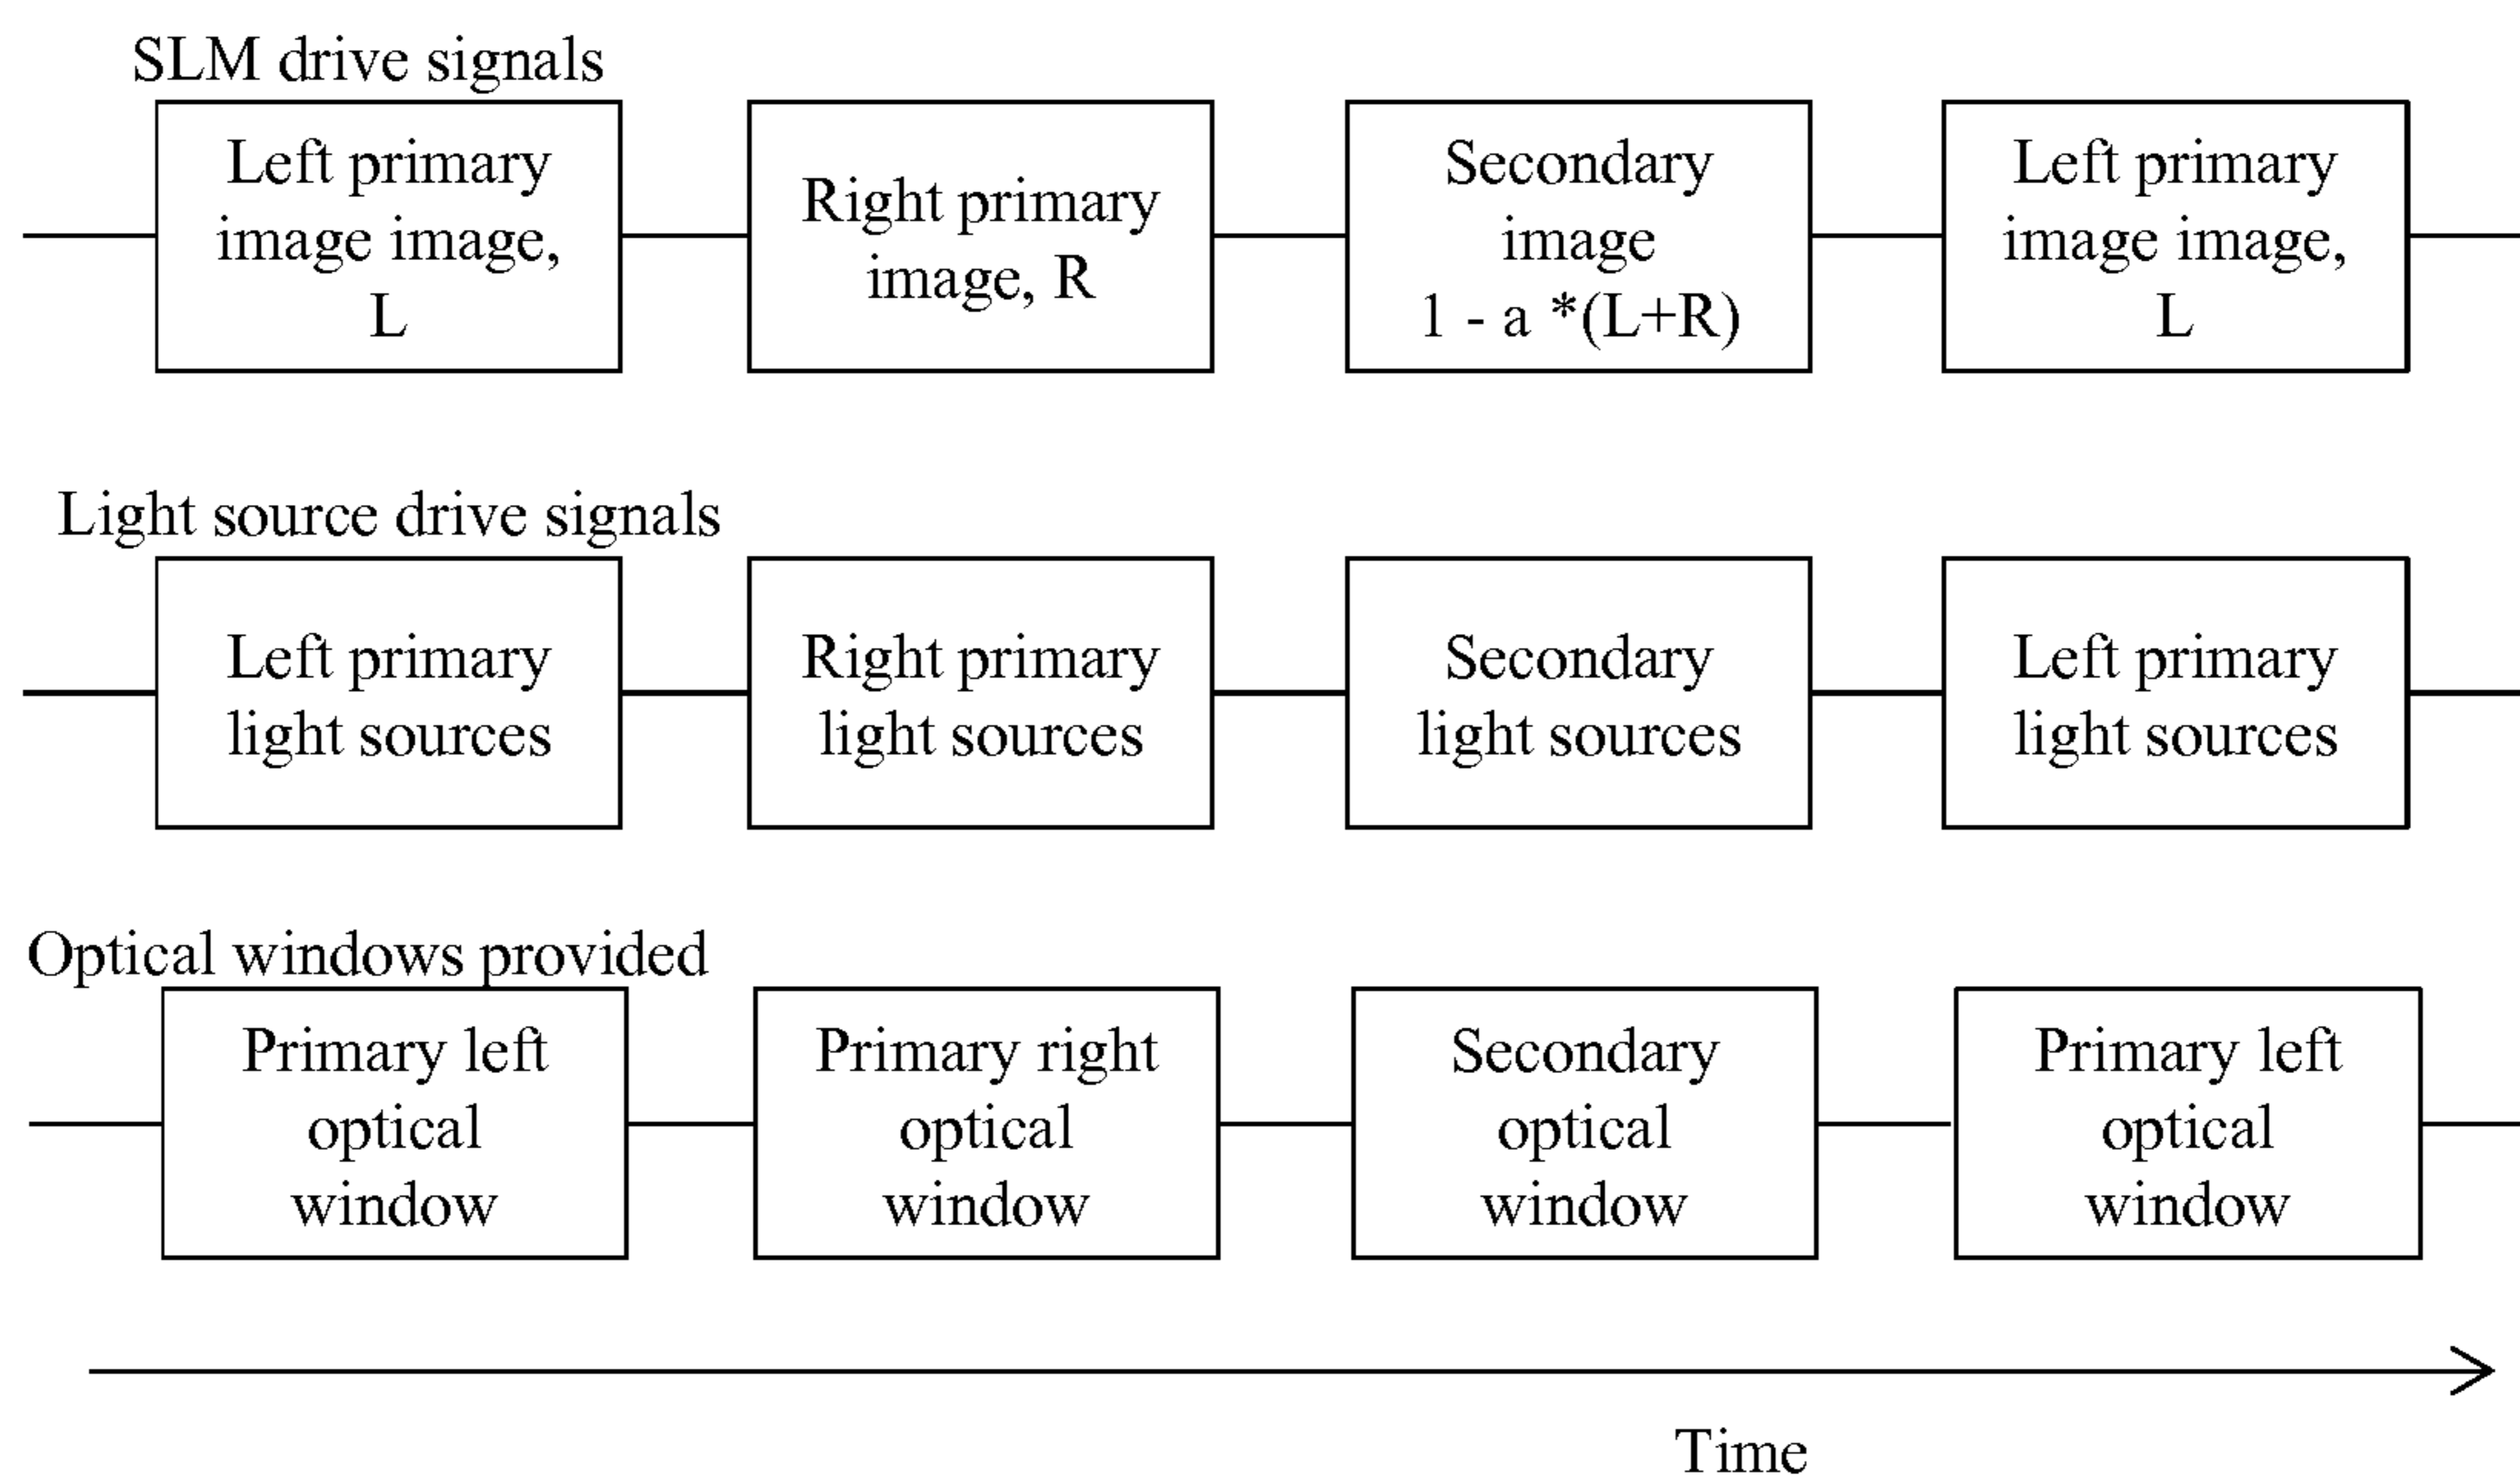 SLM drive signals
Left primary
image image,
L
Right primary
image, R
Secondary
image
1 - a *(L+R)
Left primary
image image,
L
Light source drive signals
Left primary
light sources
Right primary
light sources
Secondary
light sources
Left primary
light sources
Optical windows provided
Primary left
optical
window
Primary right
optical
window
Secondary
optical
window
Primary left
optical
window
Time